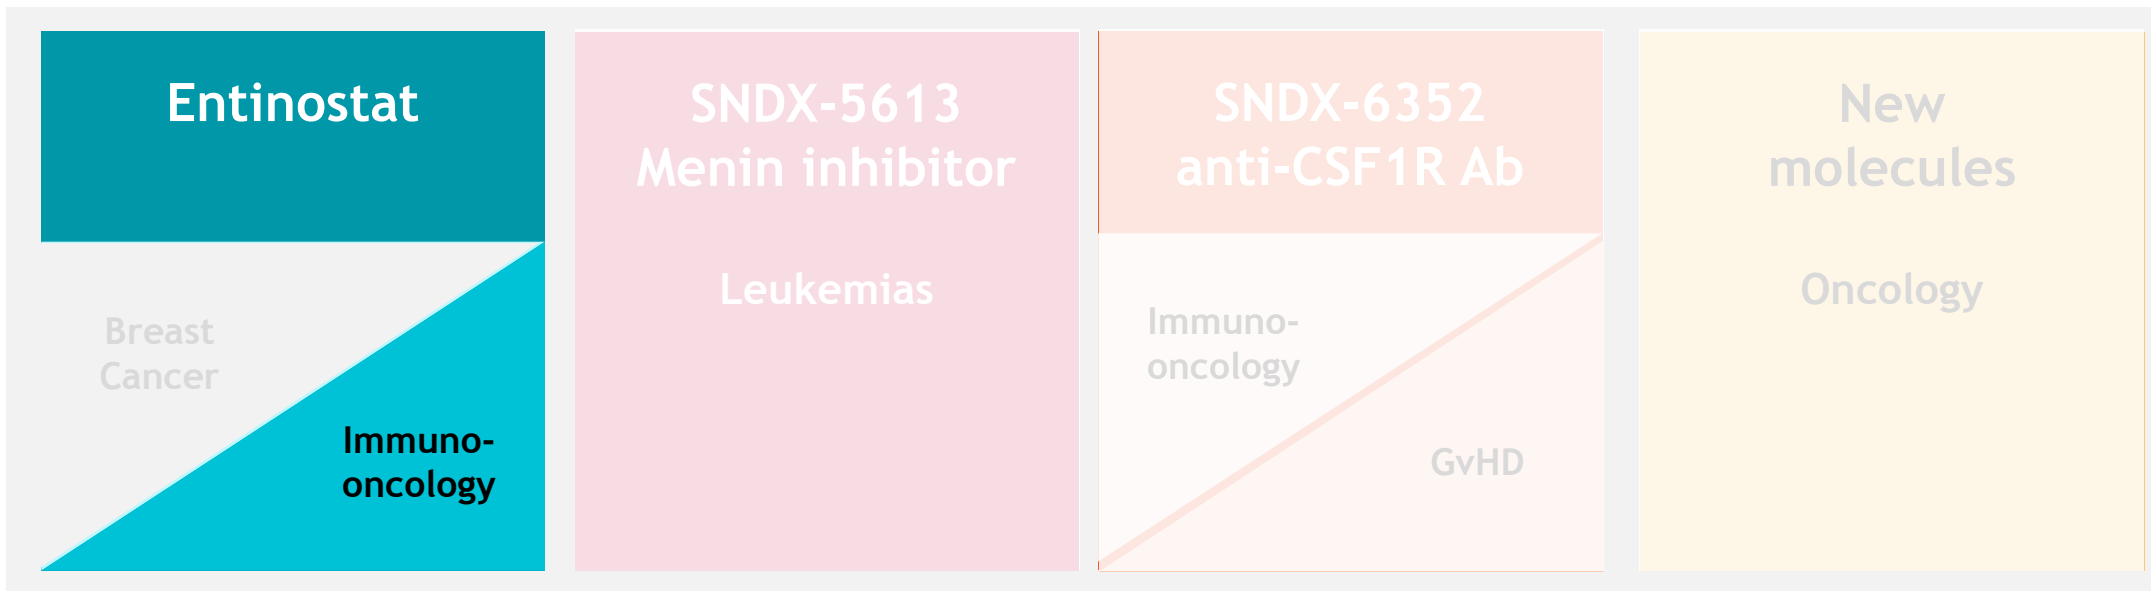 Entinostat
Breast
Cancer
Immuno-
oncology
SNDX-5613
Menin inhibitor
Leukemias
SNDX-6352
anti-CSF1R Ab
Immuno-
oncology
GvHD
New
molecules
Oncology